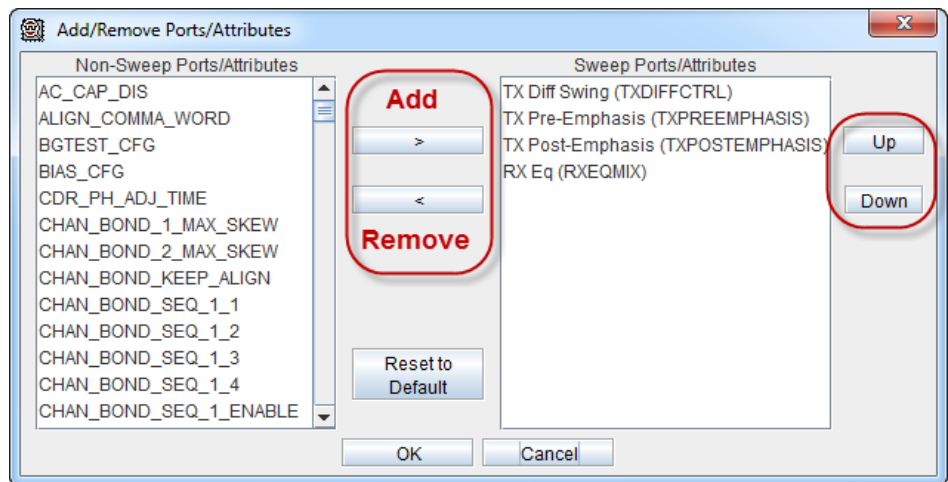 Add/Remove Ports/Attributes
Non-Sweep Ports/Attributes
AC_CAP_DIS
ALIGN_COMMA_WORD
BGTEST_CFG
BIAS_CFG
CDR_PH_ADJ_TIME
CHAN_BOND_1_MAX_SKEW
CHAN_BOND_2_MAX_SKEW
CHAN_BOND_KEEP_ALIGN
CHAN_BOND_SEQ_1_1
CHAN_BOND_SEQ_1_2
CHAN_BOND_SEQ_1_3
CHAN_BOND_SEQ_1_4
CHAN_BOND_SEQ_1_ENABLE
Add
>
<
Remove
Reset to
Default
Sweep Ports/Attributes
TX Diff Swing (TXDIFFCTRL)
TX Pre-Emphasis (TXPREEMPHASIS)
TX Post-Emphasis (TXPOSTEMPHASIS)
RX Eq (RXEQMIX)
Up
Down
OK
Cancel